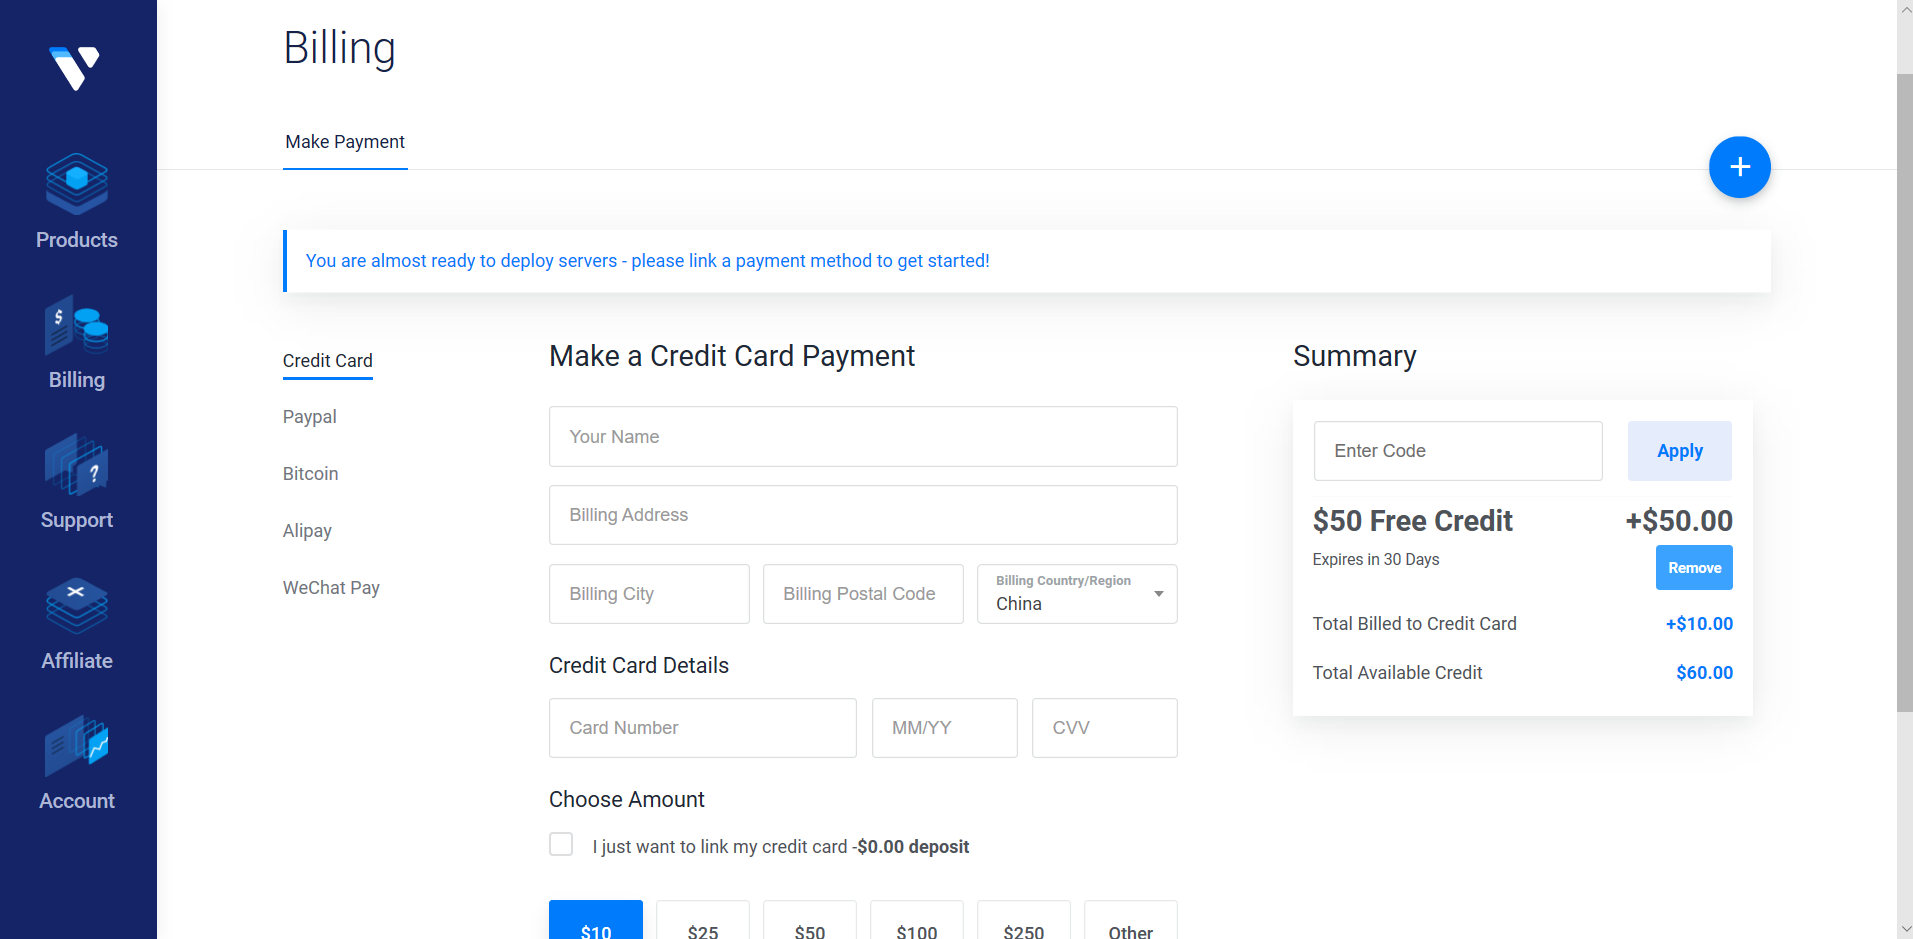 Billing
Make Payment
+
Products
You are almost ready to deploy servers - please link a payment method to get started!
$
Billing
Credit Card
Paypal
Bitcoin
Alipay
WeChat Pay
?
Support
Affiliate
Account
Make a Credit Card Payment
Your Name
Billing Address
Billing City
Billing Postal Code
Billing Country/Region
China
Credit Card Details
Card Number
MM/YY
CVV
Choose Amount
I just want to link my credit card -$0.00 deposit
$10
$25
$50
$100
$250
Other
Summary
Enter Code
Apply
$50 Free Credit
+$50.00
Expires in 30 Days
Remove
Total Billed to Credit Card
+$10.00
Total Available Credit
$60.00